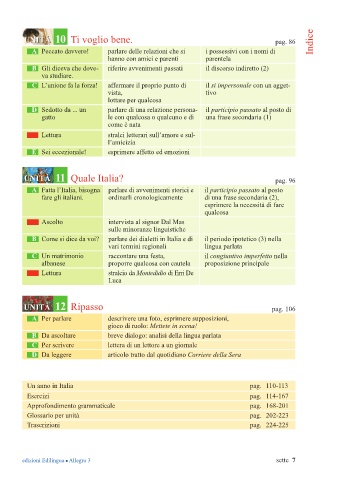 Indice
UNITÀ 10 Ti voglio bene. pag. 86
A Peccato davvero! parlare delle relazioni che si i possessivi con i nomi di
hanno con amici e parenti parentela
B Gli diceva che dove- riferire avvenimenti passati il discorso indiretto (2)
va studiare.
C L'unione fa la forza! affermare il proprio punto di il si impersonale con un agget-
vista, tivo
lottare per qualcosa
D Sedotto da ... un parlare di una relazione persona- il participio passato al posto di
gatto le con qualcosa o qualcuno e di una frase secondaria (1)
come è nata
Lettura stralci letterari sull'amore e sul-
l'amicizia
E Sei eccezionale! esprimere affetto ed emozioni
UNITÀ 11 Quale Italia? pag. 96
A Fatta l'Italia, bisogna parlare di avvenimenti storici e il participio passato al posto
fare gli italiani. ordinarli cronologicamente di una frase secondaria (2),
esprimere la necessità di fare
qualcosa
Ascolto intervista al signor Dal Mas
sulle minoranze linguistiche
B Come si dice da voi? parlare dei dialetti in Italia e di il periodo ipotetico (3) nella
vari termini regionali lingua parlata
C Un matrimonio raccontare una festa, il congiuntivo imperfetto nella
albanese proporre qualcosa con cautela proposizione principale
Lettura stralcio da Montedidio di Erri De
Luca
UNITÀ 12 Ripasso pag. 106
A Per parlare descrivere una foto, esprimere supposizioni,
gioco di ruolo: Mettete in scena!
B Da ascoltare breve dialogo: analisi della lingua parlata
C Per scrivere lettera di un lettore a un giornale
D Da leggere articolo tratto dal quotidiano Corriere della Sera
Un anno in Italia pag. 110-113
Esercizi pag. 114-167
Approfondimento grammaticale pag. 168-201
Glossario per unità pag. 202-223
Trascrizioni pag. 224-225
edizioni Edilingua • Allegro 3 sette 7